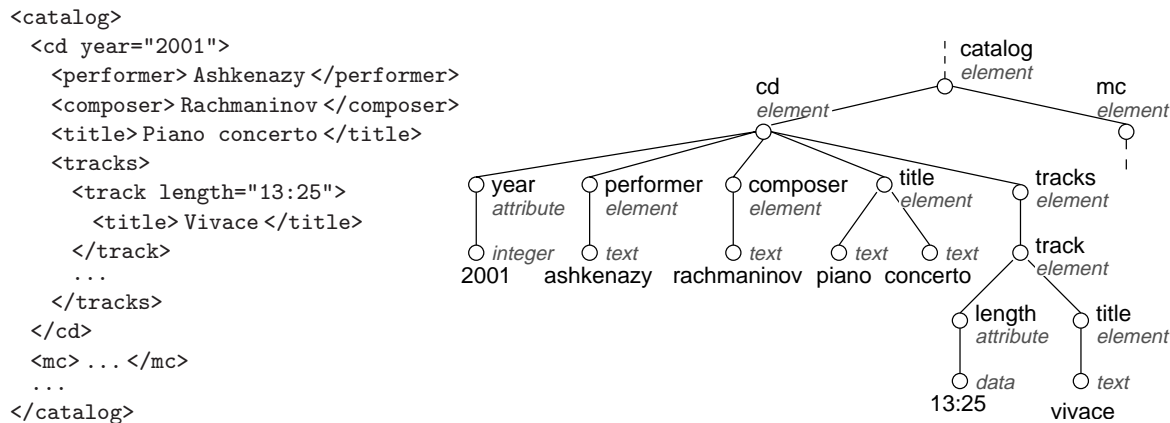 <catalog>
<cd year="2001">
<performer> Ashkenazy </performer>
<composer> Rachmaninov </composer>
<title> Piano concerto </title>
<tracks>
<track length="13:25">
<title> Vivace </title>
</track>
...
</tracks>
</cd>
<mc> ... </mc>
...
</catalog>
catalog
element
cd
element
mc
element
year
attribute
performer
element
composer
element
title
element
tracks
element
integer
2001
text
ashkenazy
text
rachmaninov
text
piano
text
concerto
track
element
length
attribute
title
element
data
13:25
text
vivace